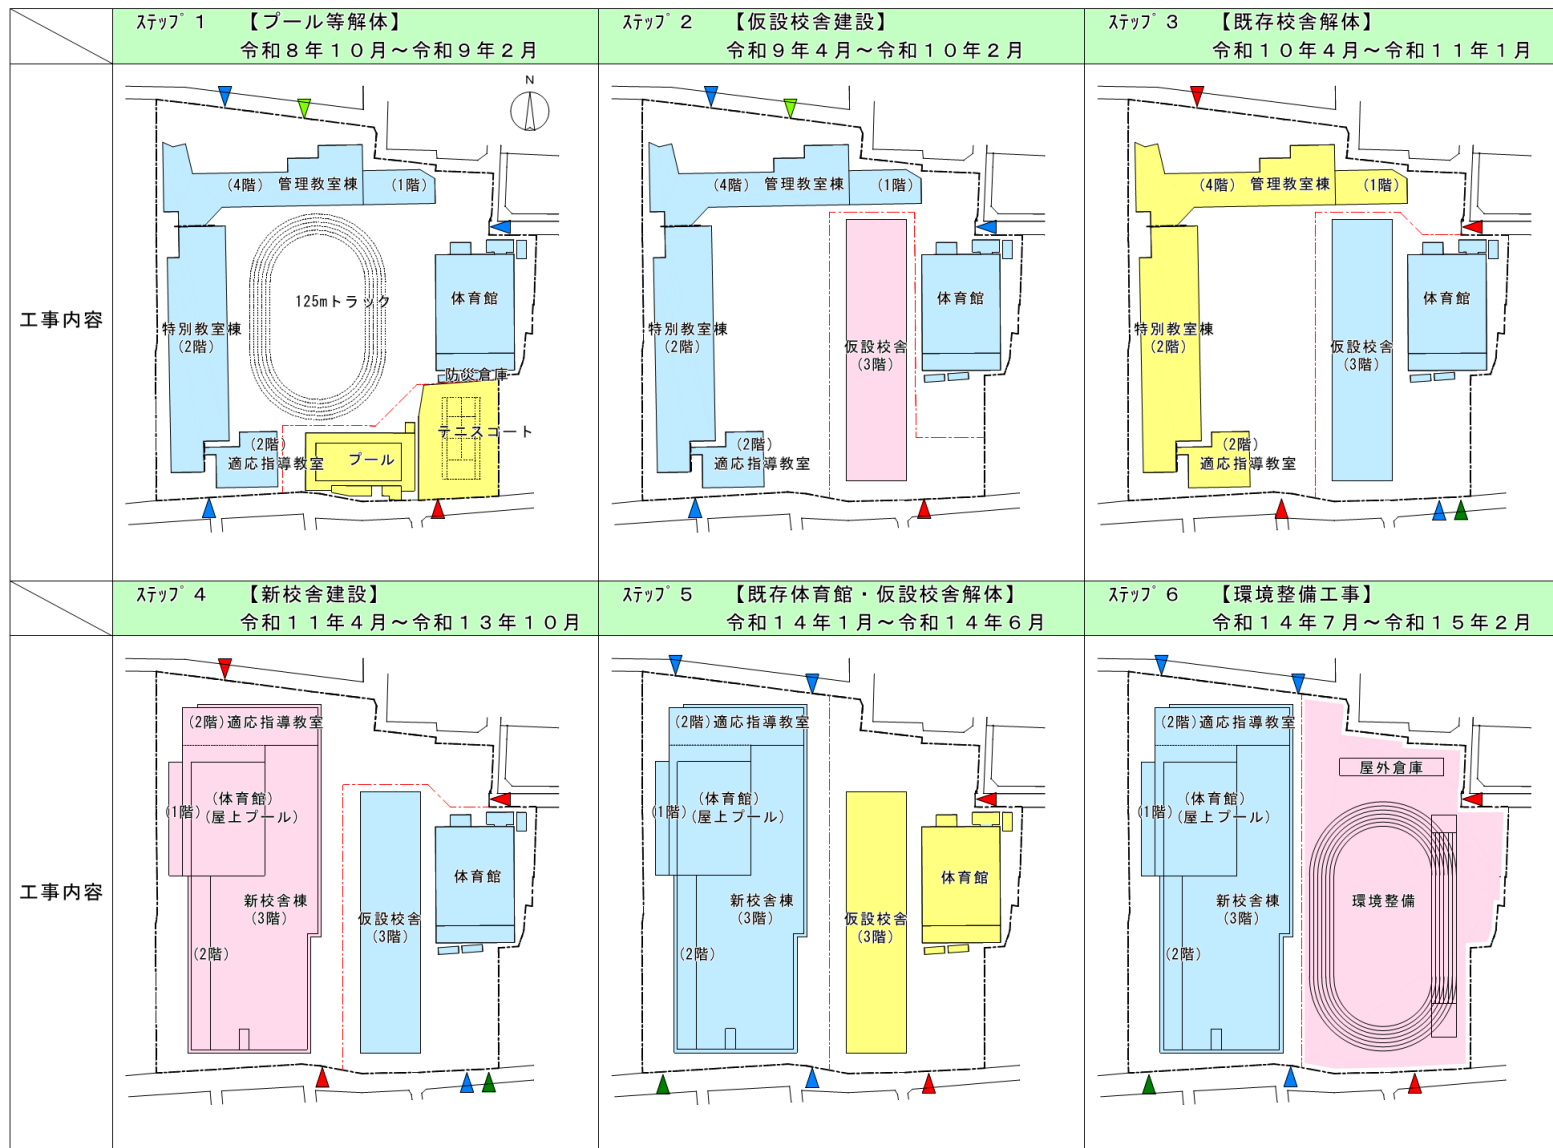 ｽﾃｯﾌﾟ 1 【プール等解体】
令和８年１０月～令和９年２月
ｽﾃｯﾌﾟ 2 【仮設校舎建設】
令和９年４月～令和１０年２月
ｽﾃｯﾌﾟ 3 【既存校舎解体】
令和１０年４月～令和１１年１月
工事内容
N
(4階) 管理教室棟 (1階)
125mトラック
体育館
特別教室棟
(2階)
防災倉庫
テニスコート
(2階)
適応指導教室
プール
(4階) 管理教室棟 (1階)
体育館
特別教室棟
(2階)
仮設校舎
(3階)
(2階)
適応指導教室
(4階) 管理教室棟 (1階)
体育館
特別教室棟
(2階)
仮設校舎
(3階)
(2階)
適応指導教室
ｽﾃｯﾌﾟ 4 【新校舎建設】
令和１１年４月～令和１３年１０月
ｽﾃｯﾌﾟ 5 【既存体育館・仮設校舎解体】
令和１４年１月～令和１４年６月
ｽﾃｯﾌﾟ 6 【環境整備工事】
令和１４年７月～令和１５年２月
工事内容
(2階)適応指導教室
(体育館)
(1階)
(屋上プール)
体育館
新校舎棟
(3階)
仮設校舎
(3階)
(2階)
(2階)適応指導教室
(体育館)
(1階)
(屋上プール)
体育館
新校舎棟
(3階)
仮設校舎
(3階)
(2階)
(2階)適応指導教室
屋外倉庫
(体育館)
(1階)
(屋上プール)
新校舎棟
(3階)
環境整備
(2階)